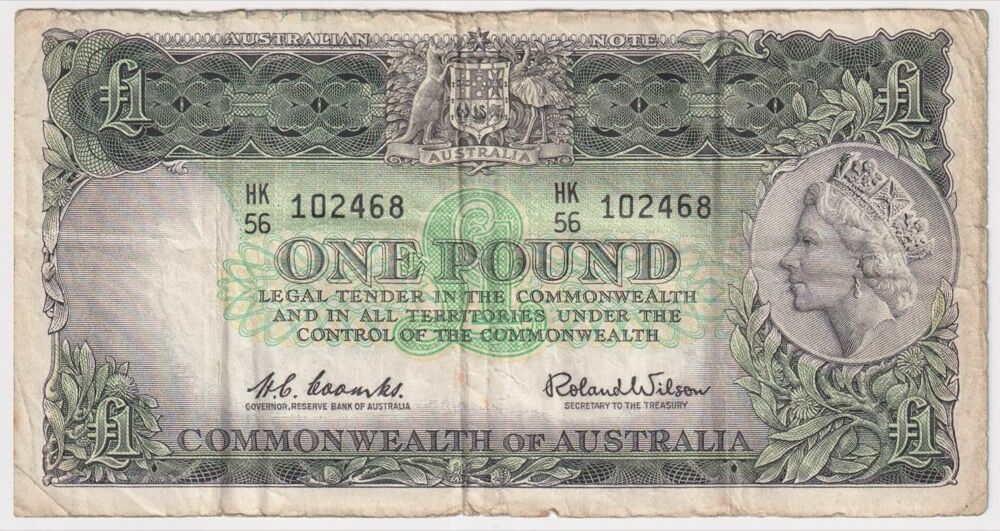 AUSTRALIAN NOTE
£1 £1
AUSTRALIA
HK 56 102468 HK 56 102468
£
ONE POUND
LEGAL TENDER IN THE COMMONWEALTH
AND IN ALL TERRITORIES UNDER THE
CONTROL OF THE COMMONWEALTH
H.C. Coombs. Roland Wilson
GOVERNOR, RESERVE BANK OF AUSTRALIA SECRETARY TO THE TREASURY
£1 £1
COMMONWEALTH OF AUSTRALIA